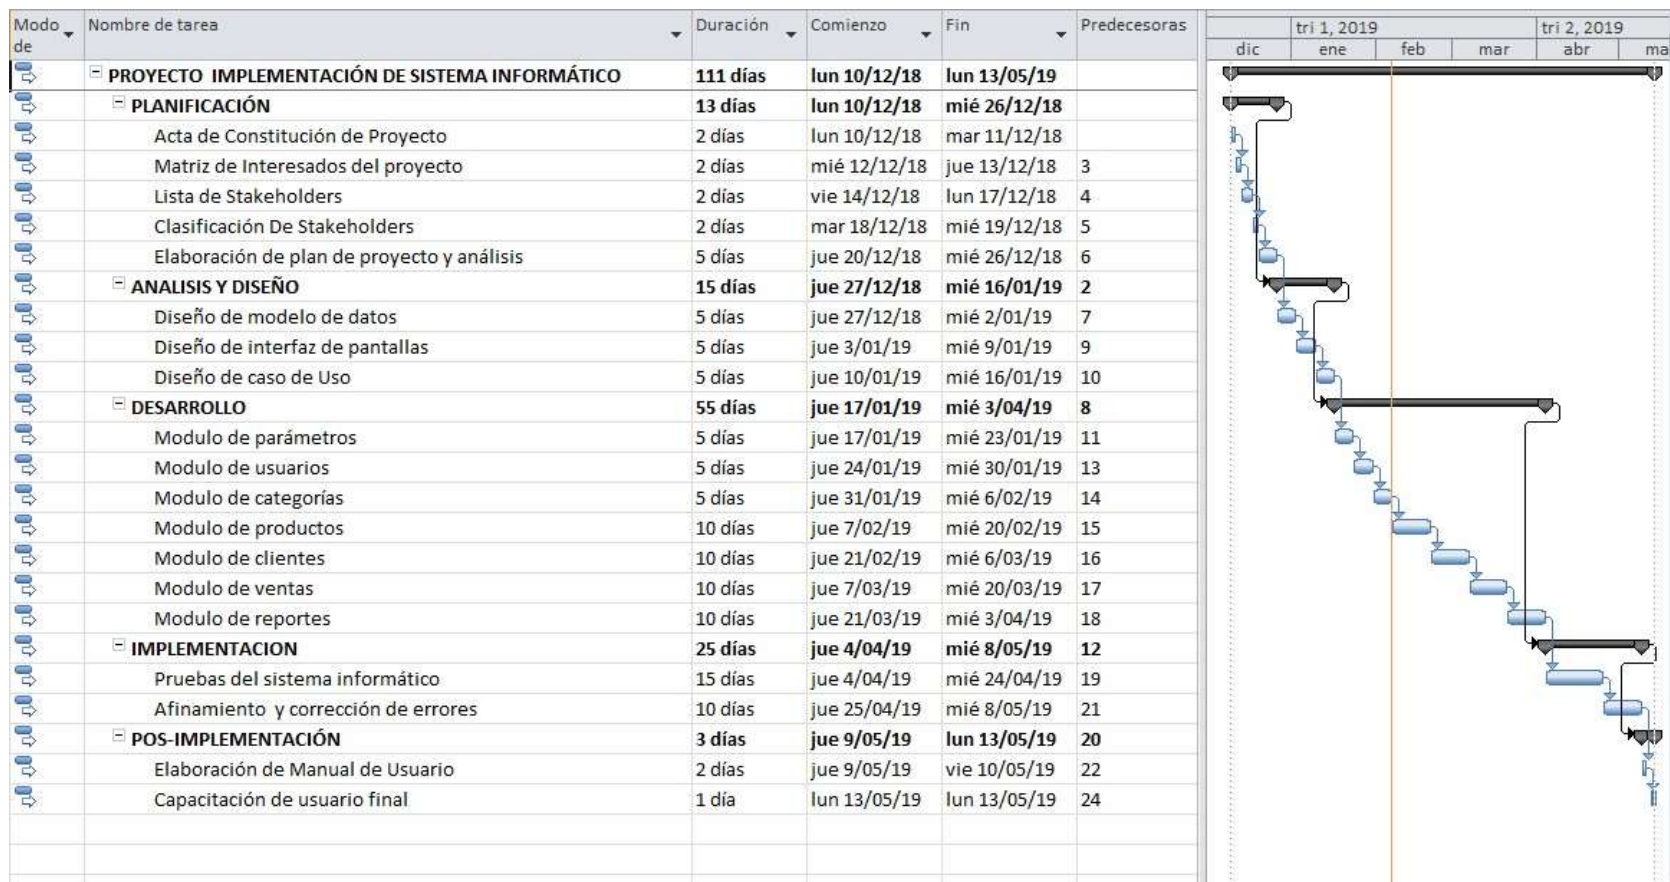 Modo de Nombre de tarea Duración Comienzo Fin Predecesoras
tri 1, 2019 tri 2, 2019
dic ene feb mar abr ma
PROYECTO IMPLEMENTACIÓN DE SISTEMA INFORMÁTICO 111 días lun 10/12/18 lun 13/05/19
PLANIFICACIÓN 13 días lun 10/12/18 mié 26/12/18
Acta de Constitución de Proyecto 2 días lun 10/12/18 mar 11/12/18
Matriz de Interesados del proyecto 2 días mié 12/12/18 jue 13/12/18 3
Lista de Stakeholders 2 días vie 14/12/18 lun 17/12/18 4
Clasificación De Stakeholders 2 días mar 18/12/18 mié 19/12/18 5
Elaboración de plan de proyecto y análisis 5 días jue 20/12/18 mié 26/12/18 6
ANALISIS Y DISEÑO 15 días jue 27/12/18 mié 16/01/19 2
Diseño de modelo de datos 5 días jue 27/12/18 mié 2/01/19 7
Diseño de interfaz de pantallas 5 días jue 3/01/19 mié 9/01/19 9
Diseño de caso de Uso 5 días jue 10/01/19 mié 16/01/19 10
DESARROLLO 55 días jue 17/01/19 mié 3/04/19 8
Modulo de parámetros 5 días jue 17/01/19 mié 23/01/19 11
Modulo de usuarios 5 días jue 24/01/19 mié 30/01/19 13
Modulo de categorías 5 días jue 31/01/19 mié 6/02/19 14
Modulo de productos 10 días jue 7/02/19 mié 20/02/19 15
Modulo de clientes 10 días jue 21/02/19 mié 6/03/19 16
Modulo de ventas 10 días jue 7/03/19 mié 20/03/19 17
Modulo de reportes 10 días jue 21/03/19 mié 3/04/19 18
IMPLEMENTACION 25 días jue 4/04/19 mié 8/05/19 12
Pruebas del sistema informático 15 días jue 4/04/19 mié 24/04/19 19
Afinamiento y corrección de errores 10 días jue 25/04/19 mié 8/05/19 21
POS-IMPLEMENTACIÓN 3 días jue 9/05/19 lun 13/05/19 20
Elaboración de Manual de Usuario 2 días jue 9/05/19 vie 10/05/19 22
Capacitación de usuario final 1 día lun 13/05/19 lun 13/05/19 24